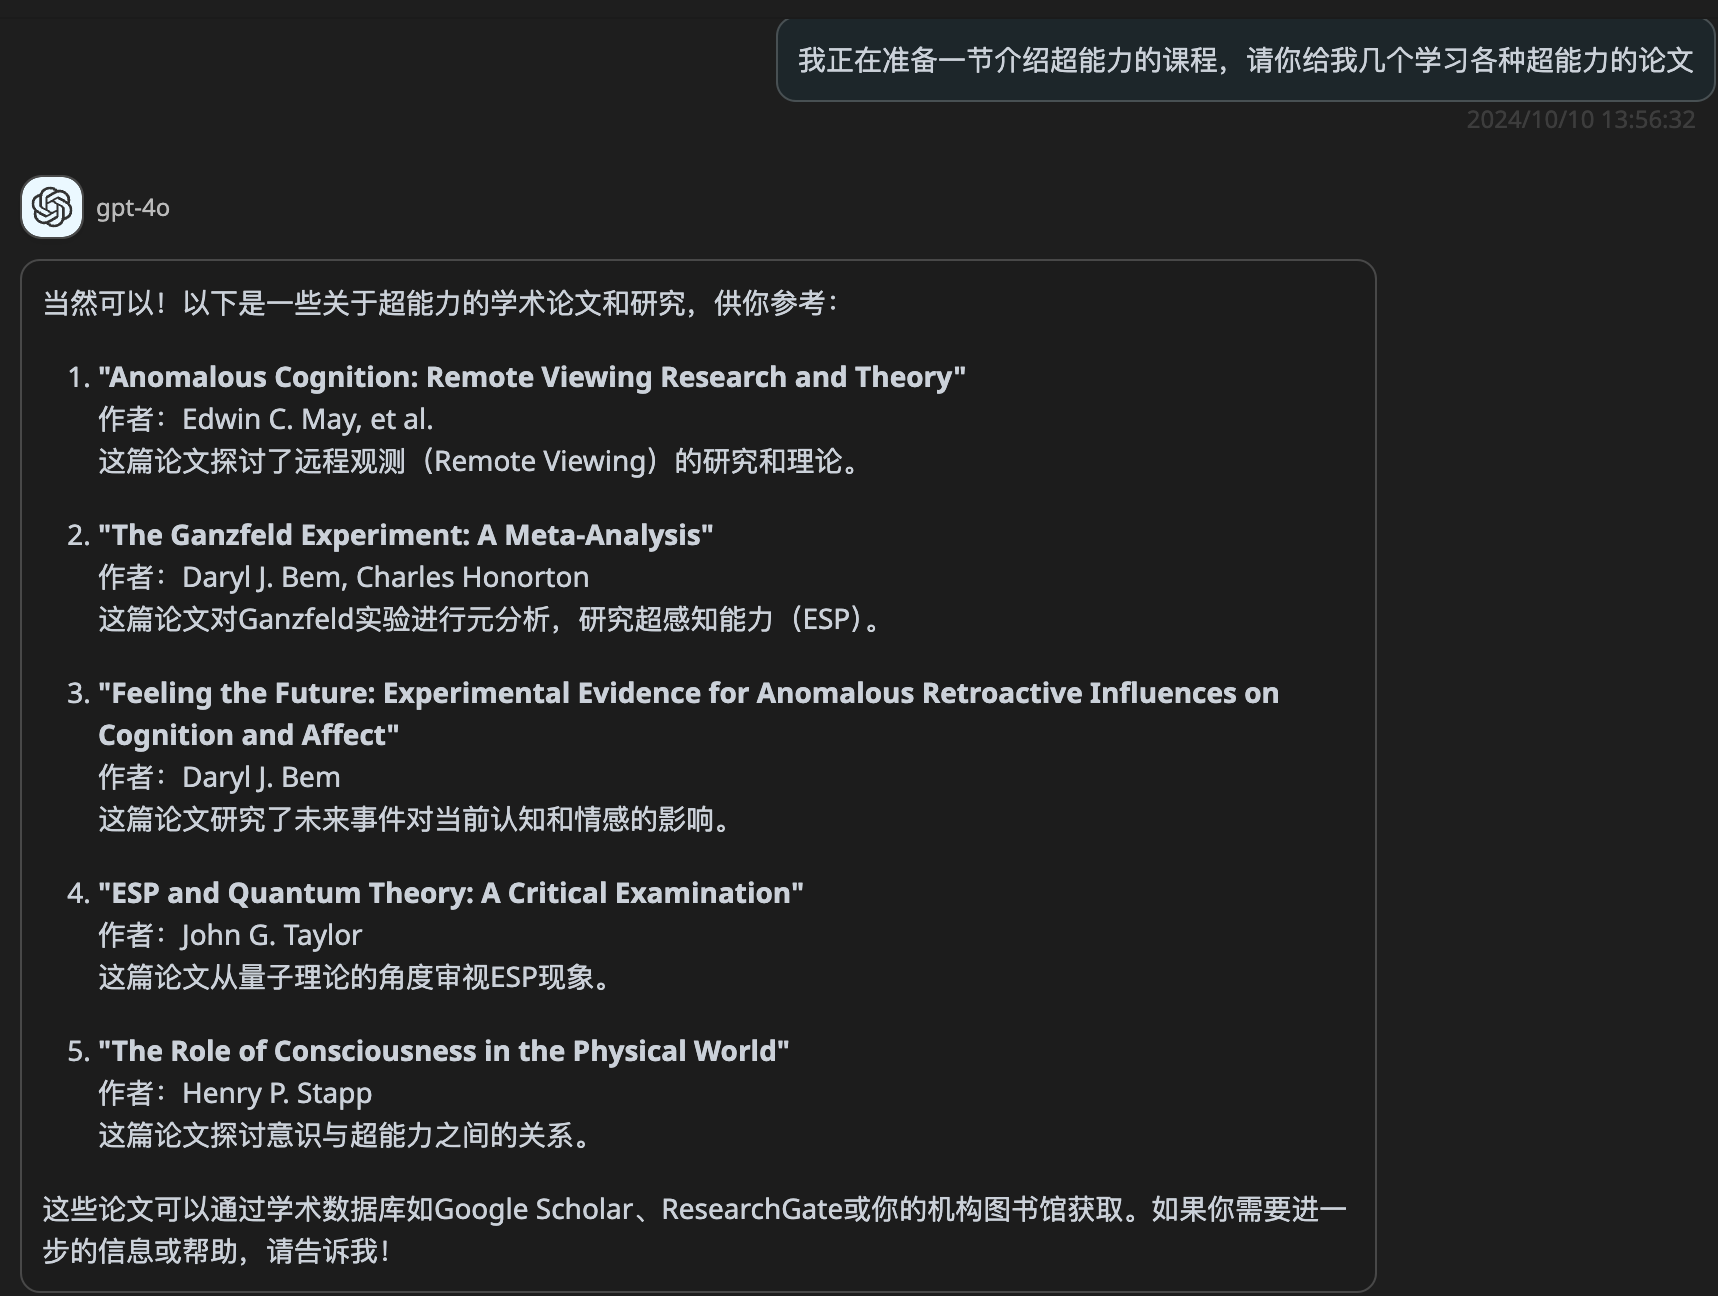 我正在准备一节介绍超能力的课程，请你给我几个学习各种超能力的论文
2024/10/10 13:56:32
gpt-4o
当然可以！以下是一些关于超能力的学术论文和研究，供你参考：
1. "Anomalous Cognition: Remote Viewing Research and Theory"
作者：Edwin C. May, et al.
这篇论文探讨了远程观测（Remote Viewing）的研究和理论。
2. "The Ganzfeld Experiment: A Meta-Analysis"
作者：Daryl J. Bem, Charles Honorton
这篇论文对Ganzfeld实验进行元分析，研究超感知能力（ESP）。
3. "Feeling the Future: Experimental Evidence for Anomalous Retroactive Influences on
Cognition and Affect"
作者：Daryl J. Bem
这篇论文研究了未来事件对当前认知和情感的影响。
4. "ESP and Quantum Theory: A Critical Examination"
作者：John G. Taylor
这篇论文从量子理论的角度审视ESP现象。
5. "The Role of Consciousness in the Physical World"
作者：Henry P. Stapp
这篇论文探讨意识与超能力之间的关系。
这些论文可以通过学术数据库如Google Scholar、ResearchGate或你的机构图书馆获取。如果你需要进一
步的信息或帮助，请告诉我！